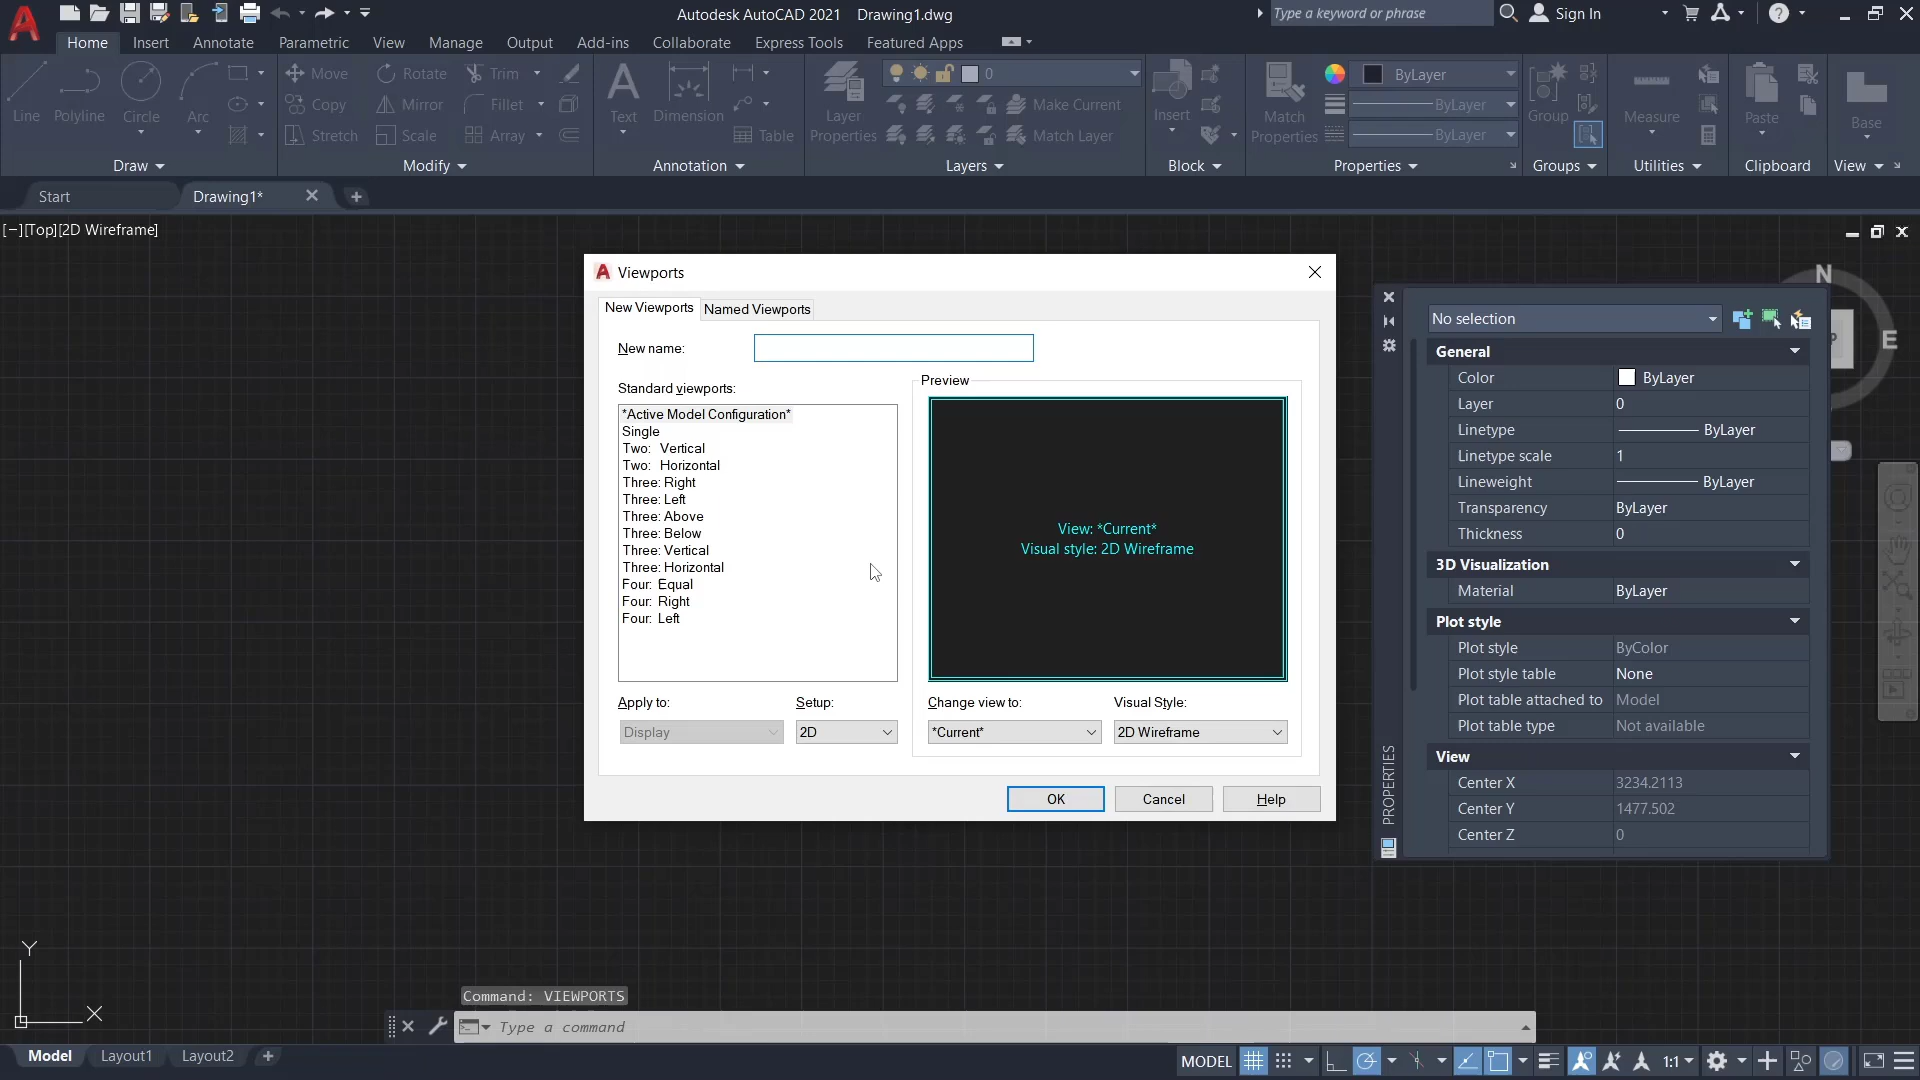 Autodesk AutoCAD 2021 Drawing1.dwg
Type a keyword or phrase
Sign In
Home Insert Annotate Parametric View Manage Output Add-ins Collaborate Express Tools Featured Apps
Line Polyline Circle Arc
Move Rotate Trim
Copy Mirror Fillet
Stretch Scale Array
Text Dimension Table
Layer Properties
0
Make Current
Match Layer
Insert
Match Properties
ByLayer
ByLayer
ByLayer
Group
Measure
Paste
Base
Draw Modify Annotation Layers Block Properties Groups Utilities Clipboard View
Start Drawing1*
[−][Top][2D Wireframe]
Viewports
New Viewports Named Viewports
New name:
Standard viewports:
*Active Model Configuration*
Single
Two: Vertical
Two: Horizontal
Three: Right
Three: Left
Three: Above
Three: Below
Three: Vertical
Three: Horizontal
Four: Equal
Four: Right
Four: Left
Preview
View: *Current*
Visual style: 2D Wireframe
Apply to: Setup: Change view to: Visual Style:
Display 2D *Current* 2D Wireframe
OK Cancel Help
N
E
No selection
General
Color ByLayer
Layer 0
Linetype ByLayer
Linetype scale 1
Lineweight ByLayer
Transparency ByLayer
Thickness 0
3D Visualization
Material ByLayer
Plot style
Plot style ByColor
Plot style table None
Plot table attached to Model
Plot table type Not available
View
Center X 3234.2113
Center Y 1477.502
Center Z 0
PROPERTIES
Y
X
Command: VIEWPORTS
Type a command
Model Layout1 Layout2
MODEL 1:1